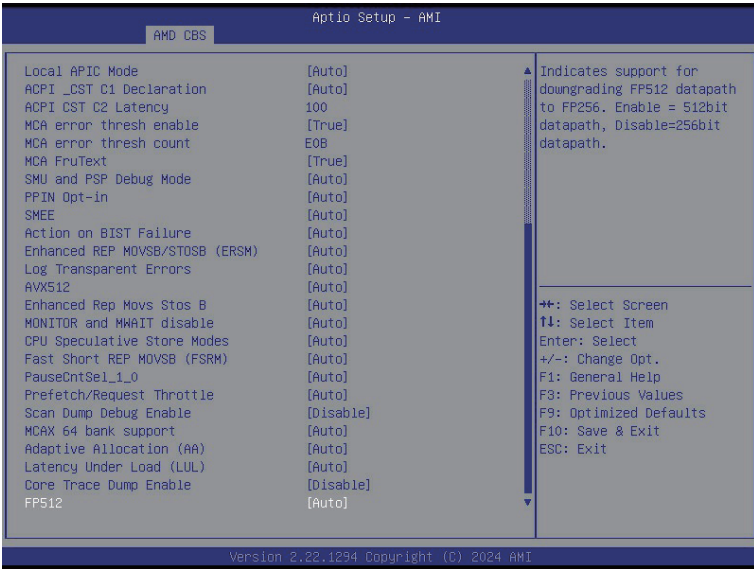 Aptio Setup – AMI
AMD CBS
Local APIC Mode [Auto]
ACPI _CST C1 Declaration [Auto]
ACPI CST C2 Latency 100
MCA error thresh enable [True]
MCA error thresh count E0B
MCA FruText [True]
SMU and PSP Debug Mode [Auto]
PPIN Opt-in [Auto]
SMEE [Auto]
Action on BIST Failure [Auto]
Enhanced REP MOVSB/STOSB (ERSM) [Auto]
Log Transparent Errors [Auto]
AVX512 [Auto]
Enhanced Rep Movs Stos B [Auto]
MONITOR and MWAIT disable [Auto]
CPU Speculative Store Modes [Auto]
Fast Short REP MOVSB (FSRM) [Auto]
PauseCntSel_1_0 [Auto]
Prefetch/Request Throttle [Auto]
Scan Dump Debug Enable [Disable]
MCAX 64 bank support [Auto]
Adaptive Allocation (AA) [Auto]
Latency Under Load (LUL) [Auto]
Core Trace Dump Enable [Disable]
FP512 [Auto]
Indicates support for
downgrading FP512 datapath
to FP256. Enable = 512bit
datapath, Disable=256bit
datapath.
→←: Select Screen
↑↓: Select Item
Enter: Select
+/-: Change Opt.
F1: General Help
F3: Previous Values
F9: Optimized Defaults
F10: Save & Exit
ESC: Exit
Version 2.22.1294 Copyright (C) 2024 AMI